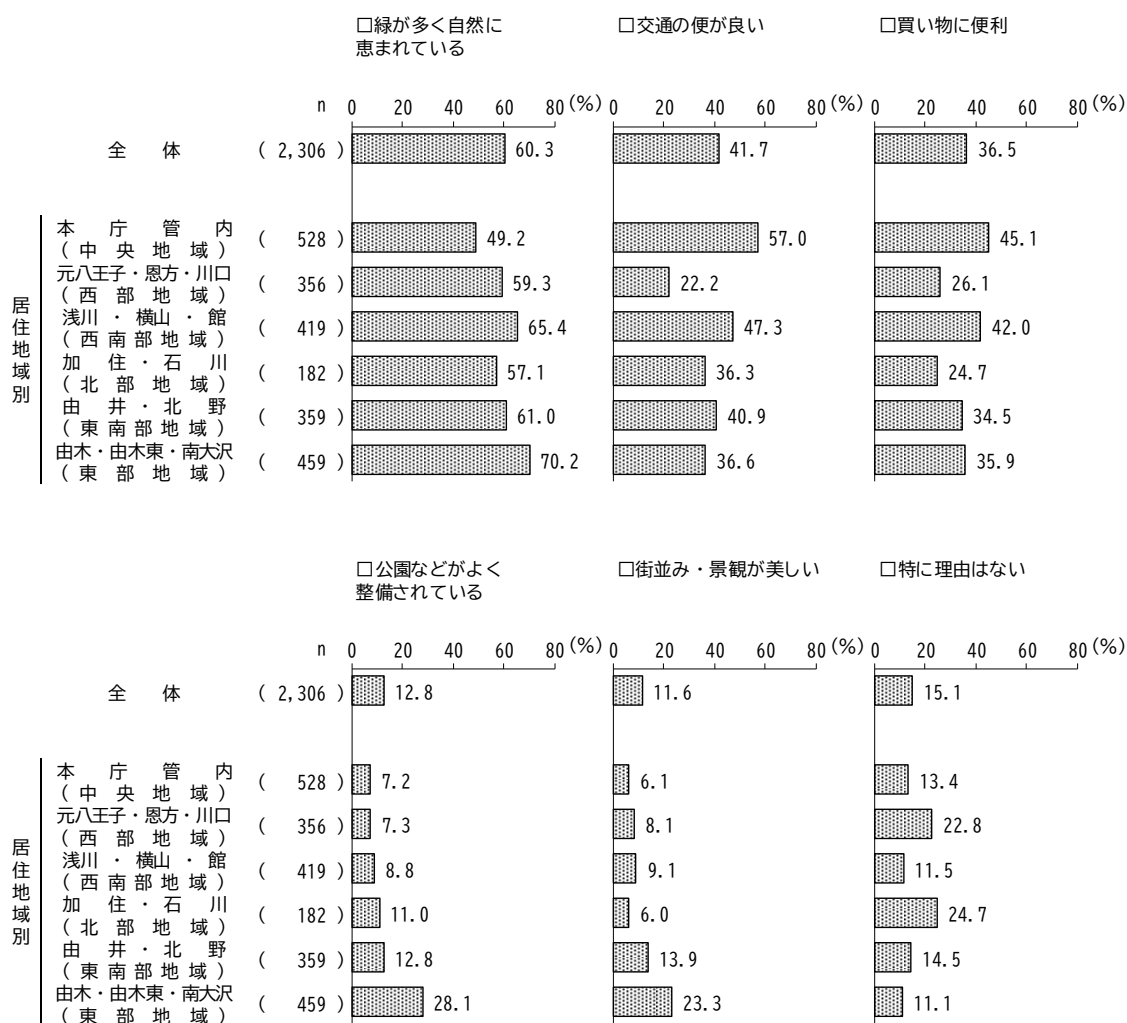 □緑が多く自然に
恵まれている
□交通の便が良い
□買い物に便利
n 0 20 40 60 80 (%) 0 20 40 60 80 (%) 0 20 40 60 80 (%)
全 体 ( 2,306 ) 60.3 41.7 36.5
居住地域別
本 庁 管 内
( 中 央 地 域 )
( 528 ) 49.2 57.0 45.1
元八王子・恩方・川口
( 西 部 地 域 )
( 356 ) 59.3 22.2 26.1
浅川 ・ 横山 ・ 館
( 西 南 部 地 域 )
( 419 ) 65.4 47.3 42.0
加 住 ・ 石 川
( 北 部 地 域 )
( 182 ) 57.1 36.3 24.7
由 井 ・ 北 野
( 東 南 部 地 域 )
( 359 ) 61.0 40.9 34.5
由木・由木東・南大沢
( 東 部 地 域 )
( 459 ) 70.2 36.6 35.9
□公園などがよく
整備されている
□街並み・景観が美しい
□特に理由はない
n 0 20 40 60 80 (%) 0 20 40 60 80 (%) 0 20 40 60 80 (%)
全 体 ( 2,306 ) 12.8 11.6 15.1
居住地域別
本 庁 管 内
( 中 央 地 域 )
( 528 ) 7.2 6.1 13.4
元八王子・恩方・川口
( 西 部 地 域 )
( 356 ) 7.3 8.1 22.8
浅川 ・ 横山 ・ 館
( 西 南 部 地 域 )
( 419 ) 8.8 9.1 11.5
加 住 ・ 石 川
( 北 部 地 域 )
( 182 ) 11.0 6.0 24.7
由 井 ・ 北 野
( 東 南 部 地 域 )
( 359 ) 12.8 13.9 14.5
由木・由木東・南大沢
( 東 部 地 域 )
( 459 ) 28.1 23.3 11.1